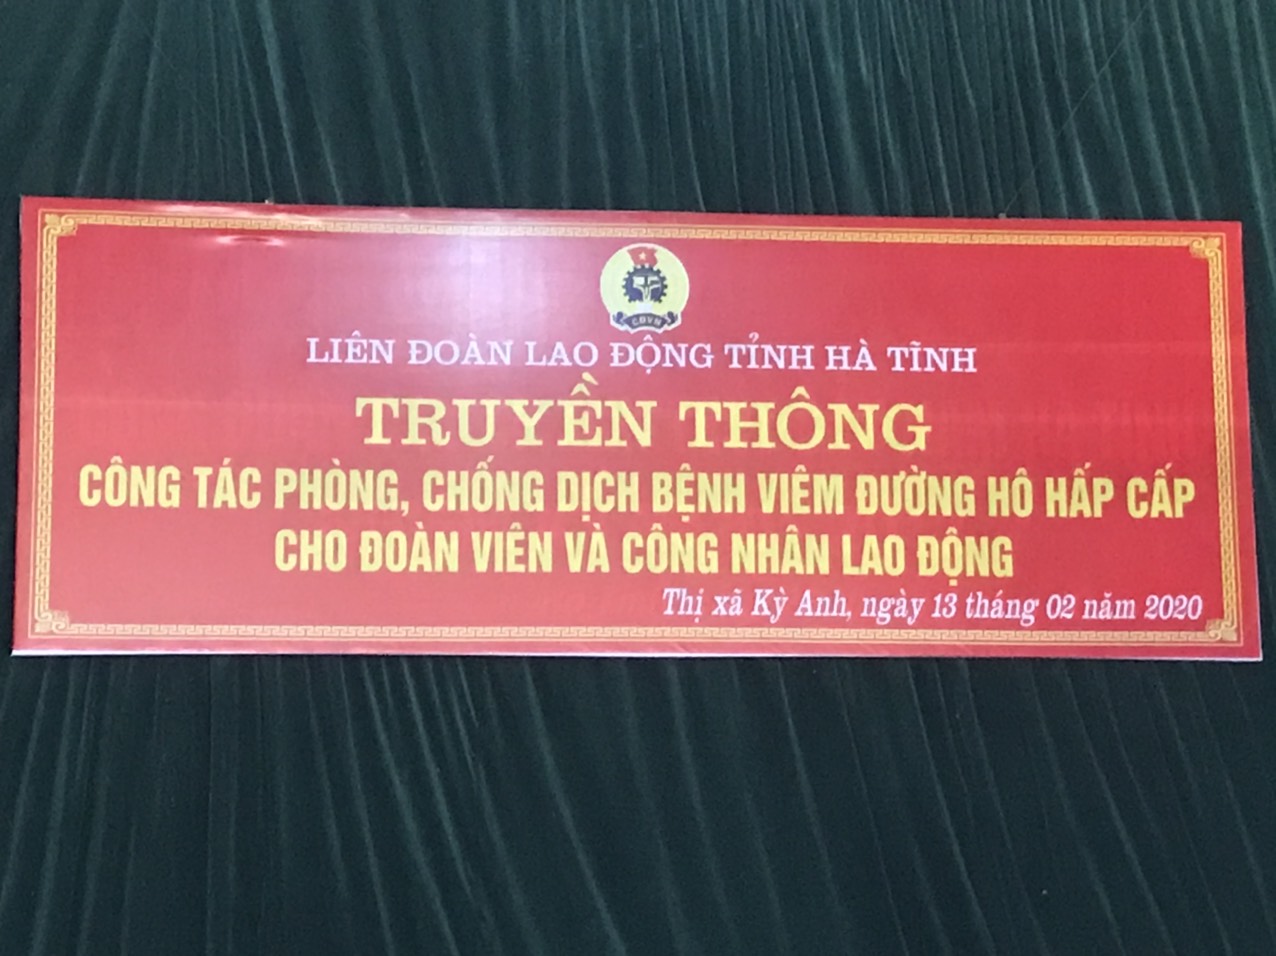 CĐVN
LIÊN ĐOÀN LAO ĐỘNG TỈNH HÀ TĨNH
TRUYỀN THÔNG
CÔNG TÁC PHÒNG, CHỐNG DỊCH BỆNH VIÊM ĐƯỜNG HÔ HẤP CẤP
CHO ĐOÀN VIÊN VÀ CÔNG NHÂN LAO ĐỘNG
Thị xã Kỳ Anh, ngày 13 tháng 02 năm 2020